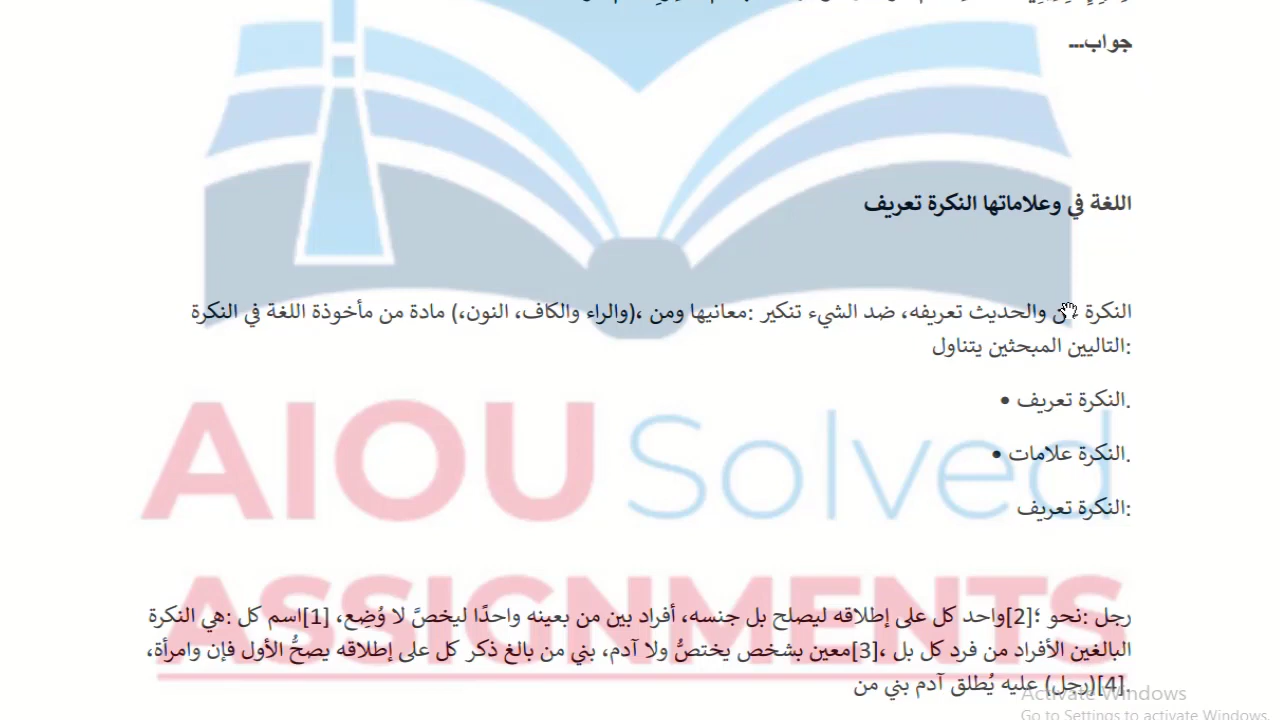 جواب---
اللغة في وعلاماتها النكرة تعريف
النكرة والحديث تعريفه، ضد الشيء تنكير :معانيها ومن ،(والراء والكاف، النون،) مادة من مأخوذة اللغة في النكرة
:التاليين المبحثين يتناول
.النكرة تعريف •
.النكرة علامات •
:النكرة تعريف
رجل :نحو ؛[2]واحد كل على إطلاقه ليصلح بل جنسه، أفراد بين من بعينه واحدًا ليخصَّ لا وُضِع، [1]اسم كل :هي النكرة
البالغين الأفراد من فرد كل بل ،[3]معين بشخص يختصُّ ولا آدم، بني من بالغ ذكر كل على إطلاقه يصحُّ الأول فإن وامرأة،
.[4](رجل) عليه يُطلق آدم بني من
AIOU Solved
ASSIGNMENTS
Activate Windows
Go to Settings to activate Windows.